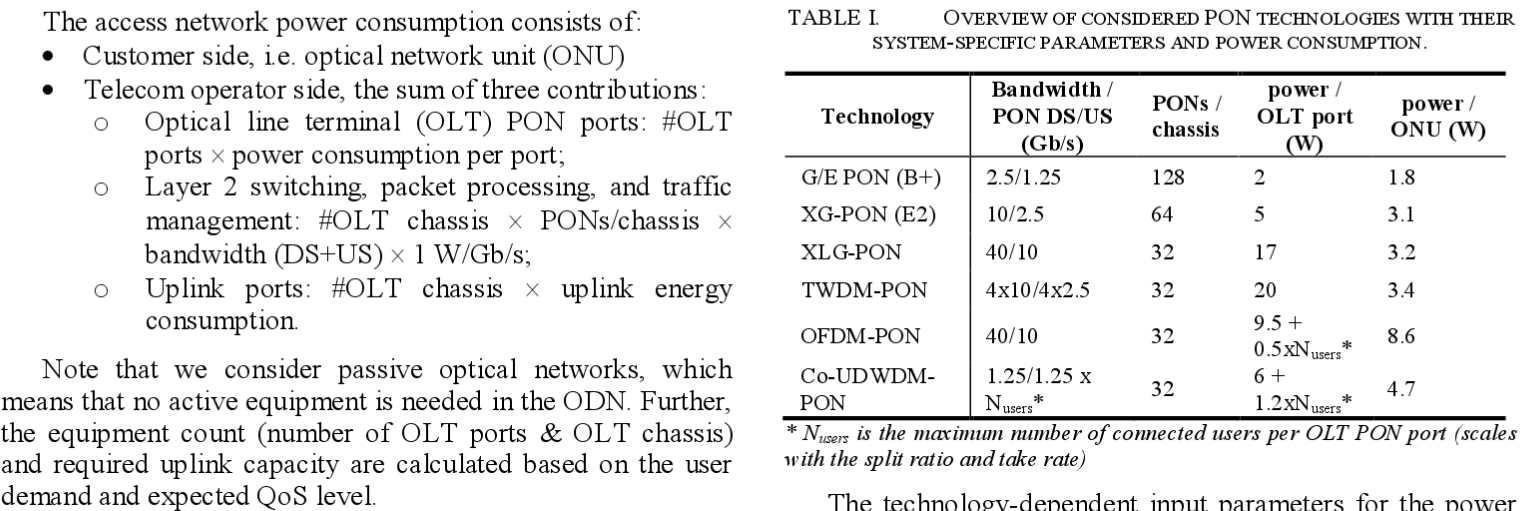 The access network power consumption consists of:
• Customer side, i.e. optical network unit (ONU)
• Telecom operator side, the sum of three contributions:
○ Optical line terminal (OLT) PON ports: #OLT
ports × power consumption per port;
○ Layer 2 switching, packet processing, and traffic
management: #OLT chassis × PONs/chassis ×
bandwidth (DS+US) × 1 W/Gb/s;
○ Uplink ports: #OLT chassis × uplink energy
consumption.
Note that we consider passive optical networks, which
means that no active equipment is needed in the ODN. Further,
the equipment count (number of OLT ports & OLT chassis)
and required uplink capacity are calculated based on the user
demand and expected QoS level.
TABLE I. OVERVIEW OF CONSIDERED PON TECHNOLOGIES WITH THEIR
SYSTEM-SPECIFIC PARAMETERS AND POWER CONSUMPTION.
Technology | Bandwidth / PON DS/US (Gb/s) | PONs / chassis | power / OLT port (W) | power / ONU (W)
G/E PON (B+) | 2.5/1.25 | 128 | 2 | 1.8
XG-PON (E2) | 10/2.5 | 64 | 5 | 3.1
XLG-PON | 40/10 | 32 | 17 | 3.2
TWDM-PON | 4x10/4x2.5 | 32 | 20 | 3.4
OFDM-PON | 40/10 | 32 | 9.5 + 0.5xNusers* | 8.6
Co-UDWDM-PON | 1.25/1.25 x Nusers* | 32 | 6 + 1.2xNusers* | 4.7
* Nusers is the maximum number of connected users per OLT PON port (scales
with the split ratio and take rate)
The technology-dependent input parameters for the power